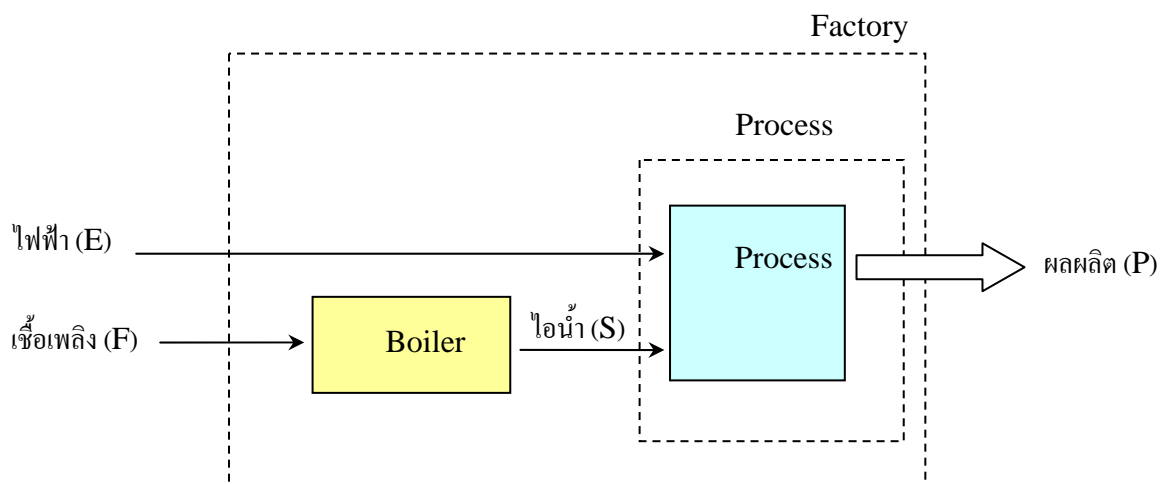 Factory
Process
ไฟฟ้า (E)
Process
ผลผลิต (P)
เชื้อเพลิง (F)
Boiler
ไอน้ำ (S)